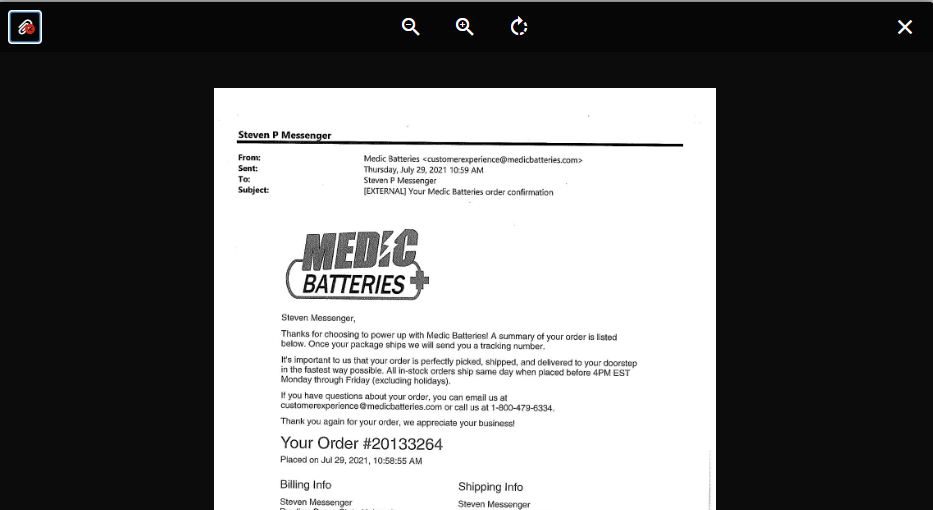 Steven P Messenger
From: Medic Batteries <customerexperience@medicbatteries.com>
Sent: Thursday, July 29, 2021 10:59 AM
To: Steven P Messenger
Subject: [EXTERNAL] Your Medic Batteries order confirmation
MEDIC
BATTERIES
Steven Messenger,
Thanks for choosing to power up with Medic Batteries! A summary of your order is listed
below. Once your package ships we will send you a tracking number.
It's important to us that your order is perfectly picked, shipped, and delivered to your doorstep
in the fastest way possible. All in-stock orders ship same day when placed before 4PM EST
Monday through Friday (excluding holidays).
If you have questions about your order, you can email us at
customerexperience@medicbatteries.com or call us at 1-800-479-6334.
Thank you again for your order, we appreciate your business!
Your Order #20133264
Placed on Jul 29, 2021, 10:58:55 AM
Billing Info Shipping Info
Steven Messenger Steven Messenger